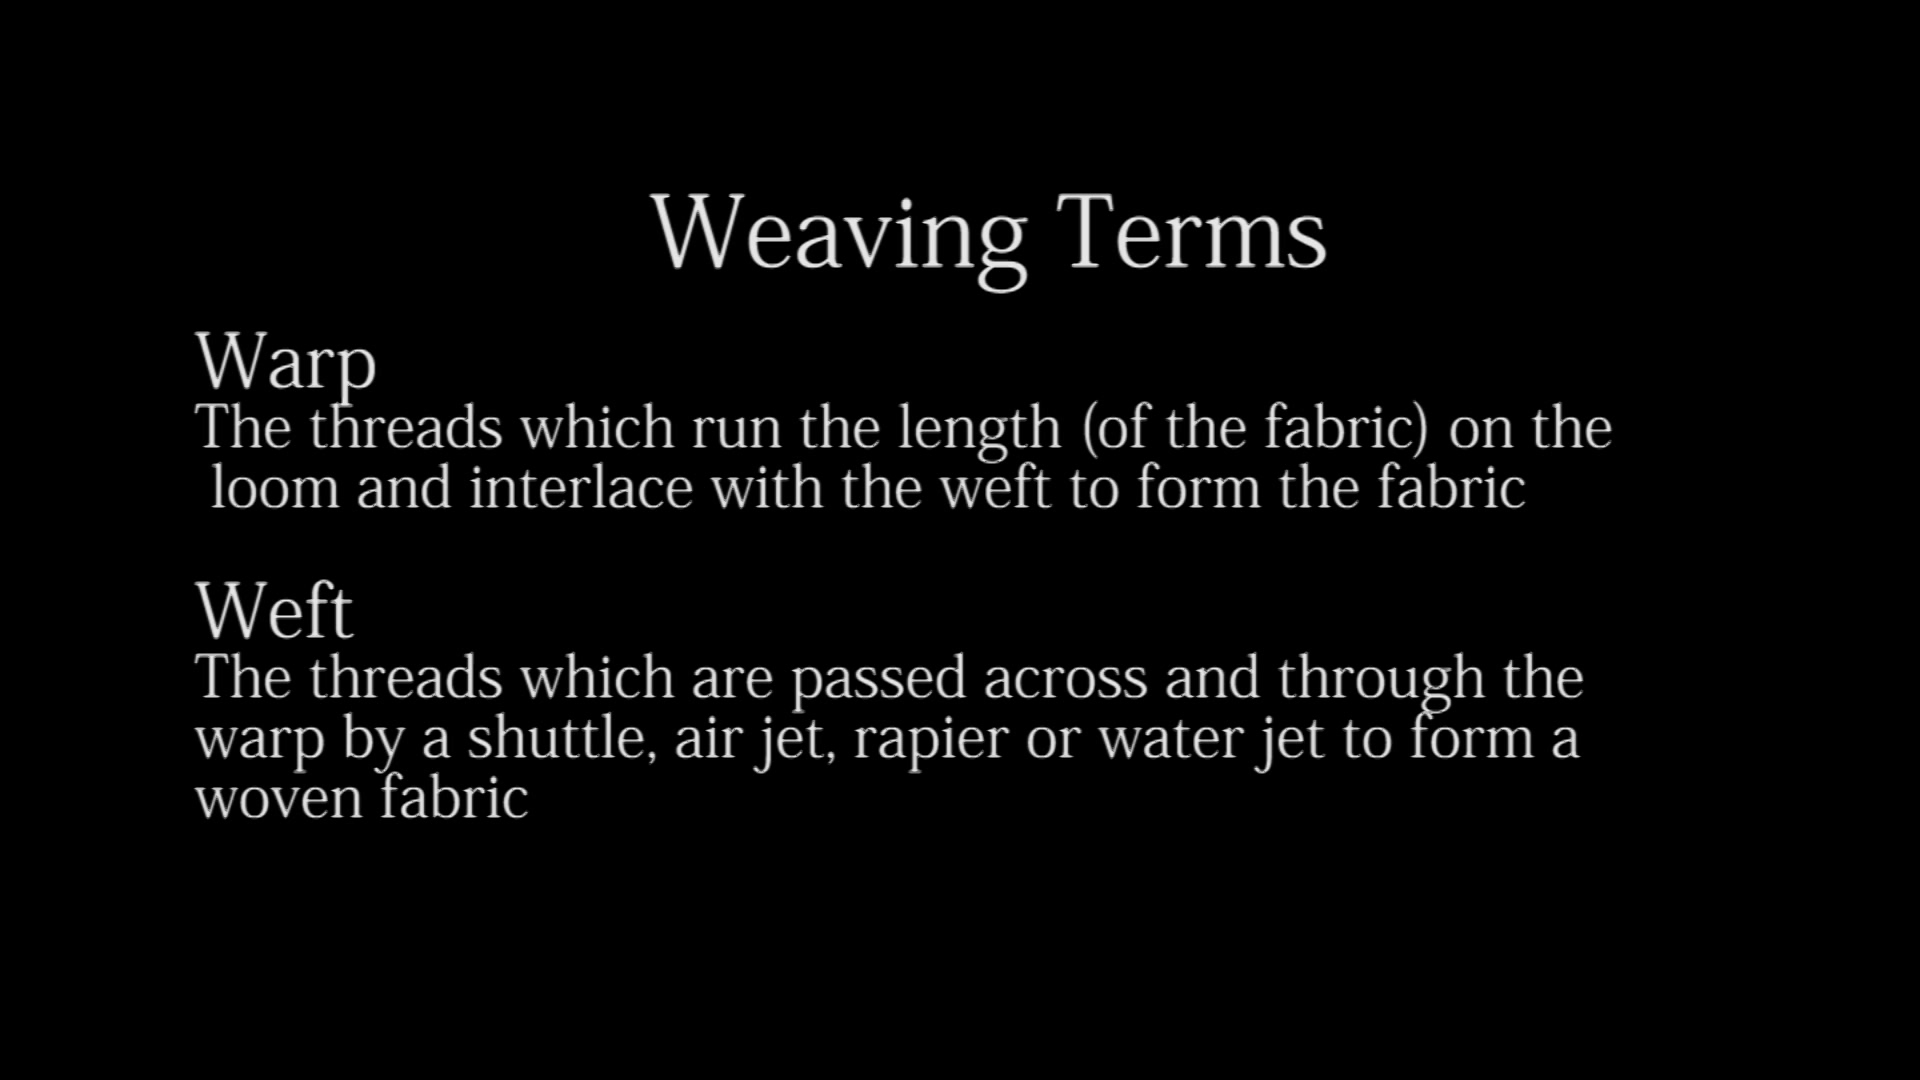 Weaving Terms
Warp
The threads which run the length (of the fabric) on the
loom and interlace with the weft to form the fabric
Weft
The threads which are passed across and through the
warp by a shuttle, air jet, rapier or water jet to form a
woven fabric